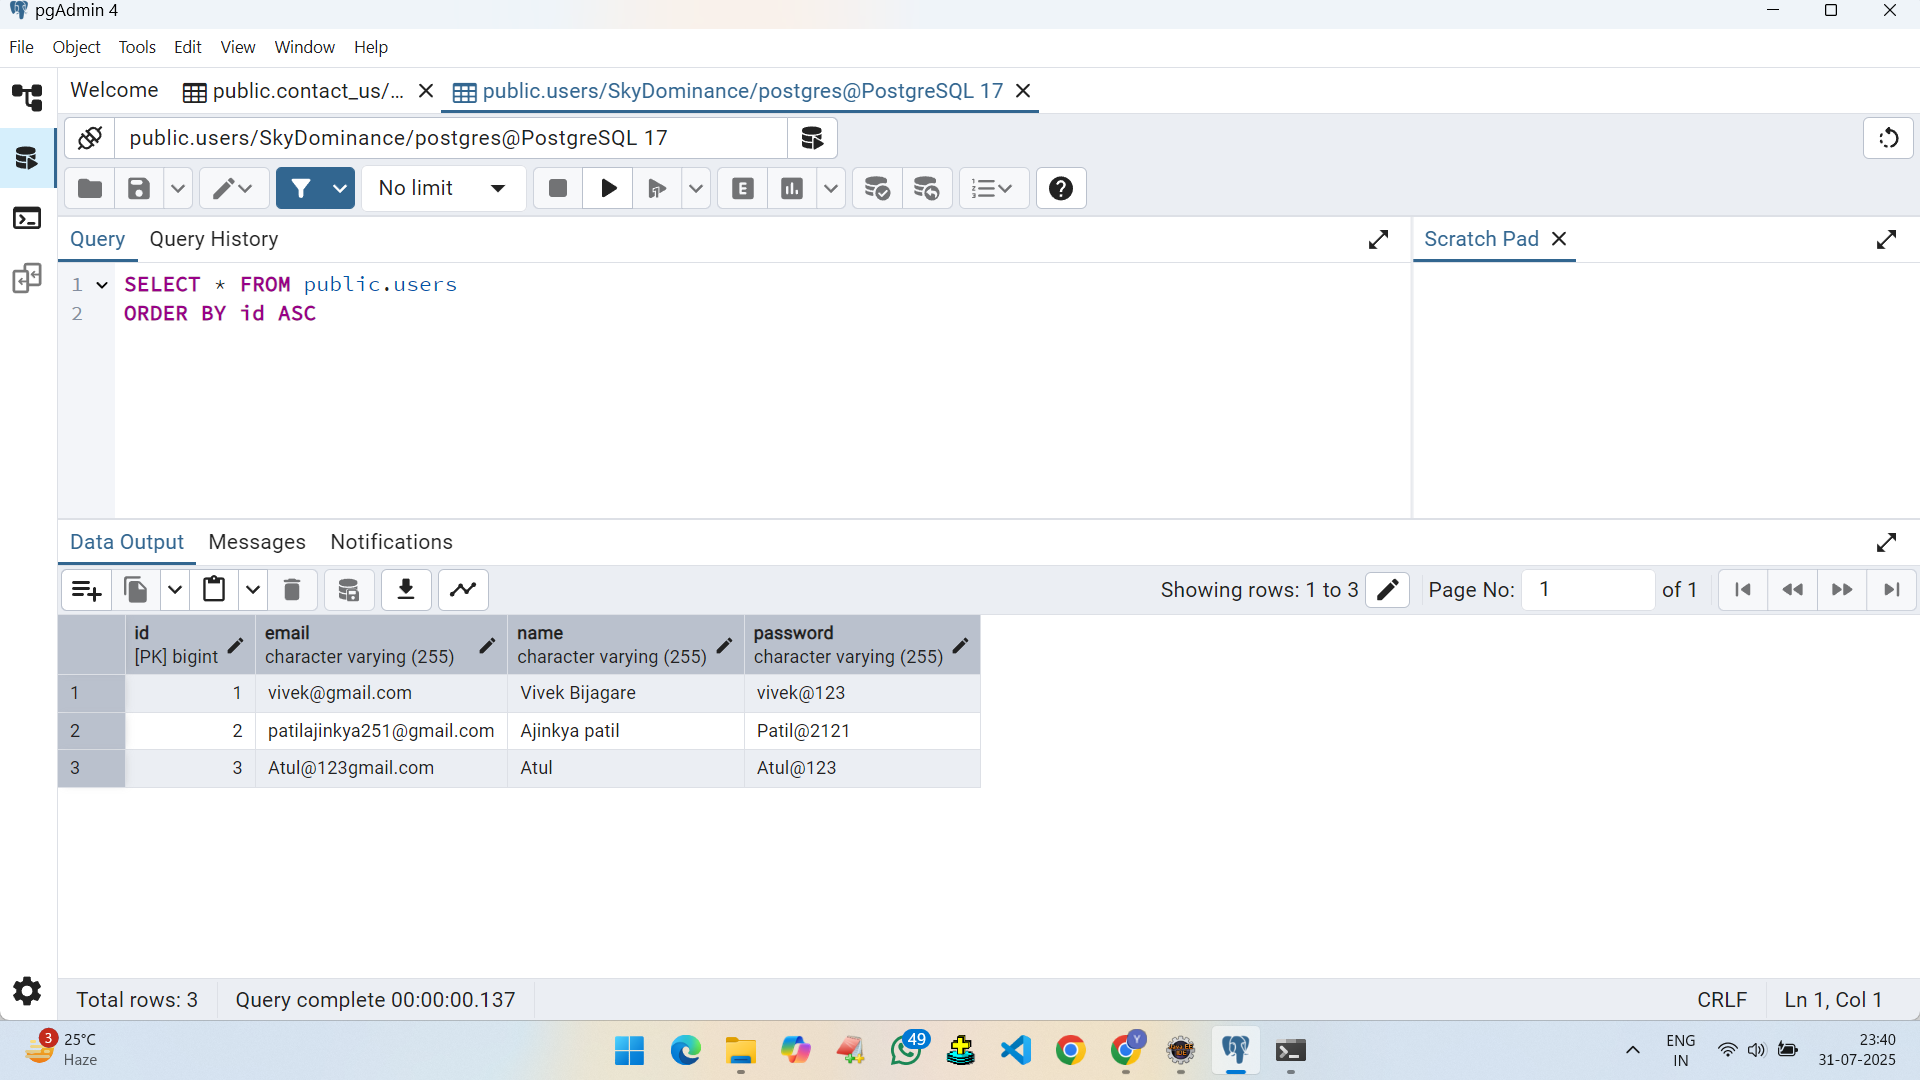 pgAdmin 4
File Object Tools Edit View Window Help
Welcome public.contact_us/... public.users/SkyDominance/postgres@PostgreSQL 17
public.users/SkyDominance/postgres@PostgreSQL 17
No limit E
Query Query History Scratch Pad
1 SELECT * FROM public.users
2 ORDER BY id ASC
Data Output Messages Notifications
Showing rows: 1 to 3 Page No: 1 of 1
id email name password
[PK] bigint character varying (255) character varying (255) character varying (255)
1 1 vivek@gmail.com Vivek Bijagare vivek@123
2 2 patilajinkya251@gmail.com Ajinkya patil Patil@2121
3 3 Atul@123gmail.com Atul Atul@123
Total rows: 3 Query complete 00:00:00.137 CRLF Ln 1, Col 1
3 25°C 49 Y ENG 23:40
Haze IN 31-07-2025